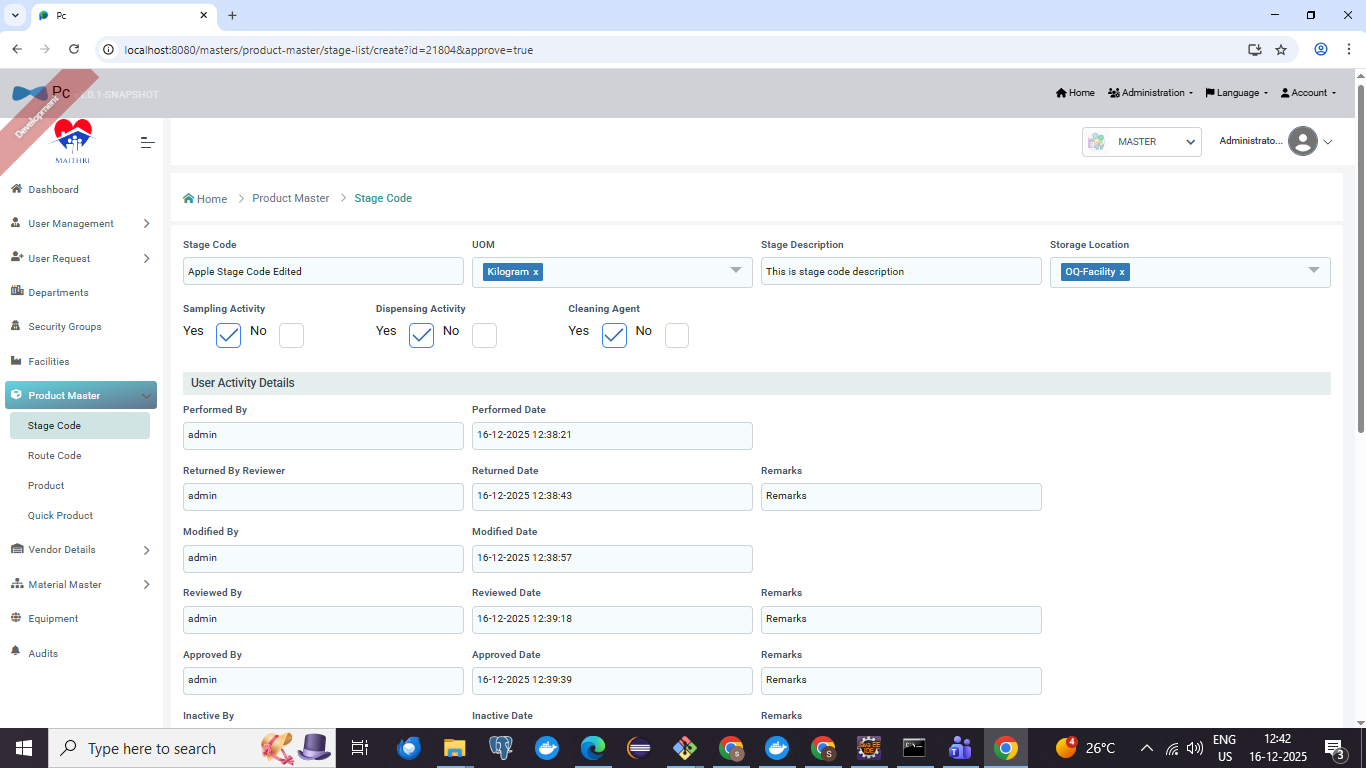 Pc
localhost:8080/masters/product-master/stage-list/create?id=21804&approve=true
Development
Pc v1.0.1-SNAPSHOT
Home
Administration
Language
Account
MAITHRI
MASTER
Administrato...
Dashboard
User Management
User Request
Departments
Security Groups
Facilities
Product Master
Stage Code
Route Code
Product
Quick Product
Vendor Details
Material Master
Equipment
Audits
Home > Product Master > Stage Code
Stage Code UOM Stage Description Storage Location
Apple Stage Code Edited Kilogram x This is stage code description OQ-Facility x
Sampling Activity Dispensing Activity Cleaning Agent
Yes No Yes No Yes No
User Activity Details
Performed By Performed Date
admin 16-12-2025 12:38:21
Returned By Reviewer Returned Date Remarks
admin 16-12-2025 12:38:43 Remarks
Modified By Modified Date
admin 16-12-2025 12:38:57
Reviewed By Reviewed Date Remarks
admin 16-12-2025 12:39:18 Remarks
Approved By Approved Date Remarks
admin 16-12-2025 12:39:39 Remarks
Inactive By Inactive Date Remarks
Type here to search
4
26°C
ENG
US
12:42
16-12-2025
3